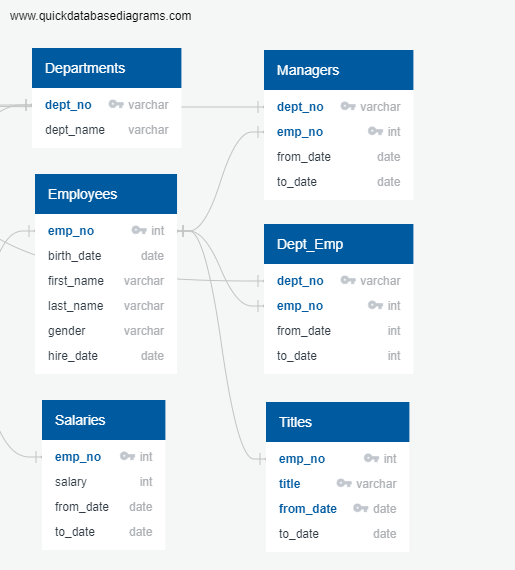 www.quickdatabasediagrams.com
Departments
dept_no varchar
dept_name varchar
Managers
dept_no varchar
emp_no int
from_date date
to_date date
Employees
emp_no int
birth_date date
first_name varchar
last_name varchar
gender varchar
hire_date date
Dept_Emp
dept_no varchar
emp_no int
from_date int
to_date int
Salaries
emp_no int
salary int
from_date date
to_date date
Titles
emp_no int
title varchar
from_date date
to_date date